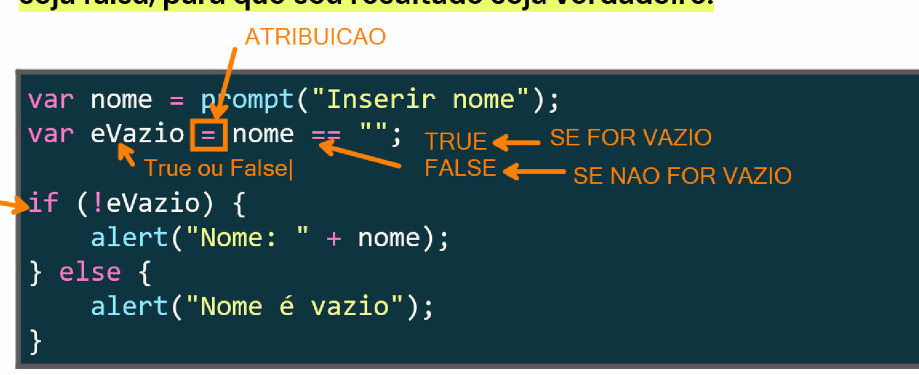 seja falsa, para que seu resultado seja verdadeiro.
ATRIBUICAO
var nome = prompt("Inserir nome");
var eVazio = nome == "";
TRUE SE FOR VAZIO
True ou False|
FALSE SE NAO FOR VAZIO
if (!eVazio) {
    alert("Nome: " + nome);
} else {
    alert("Nome é vazio");
}